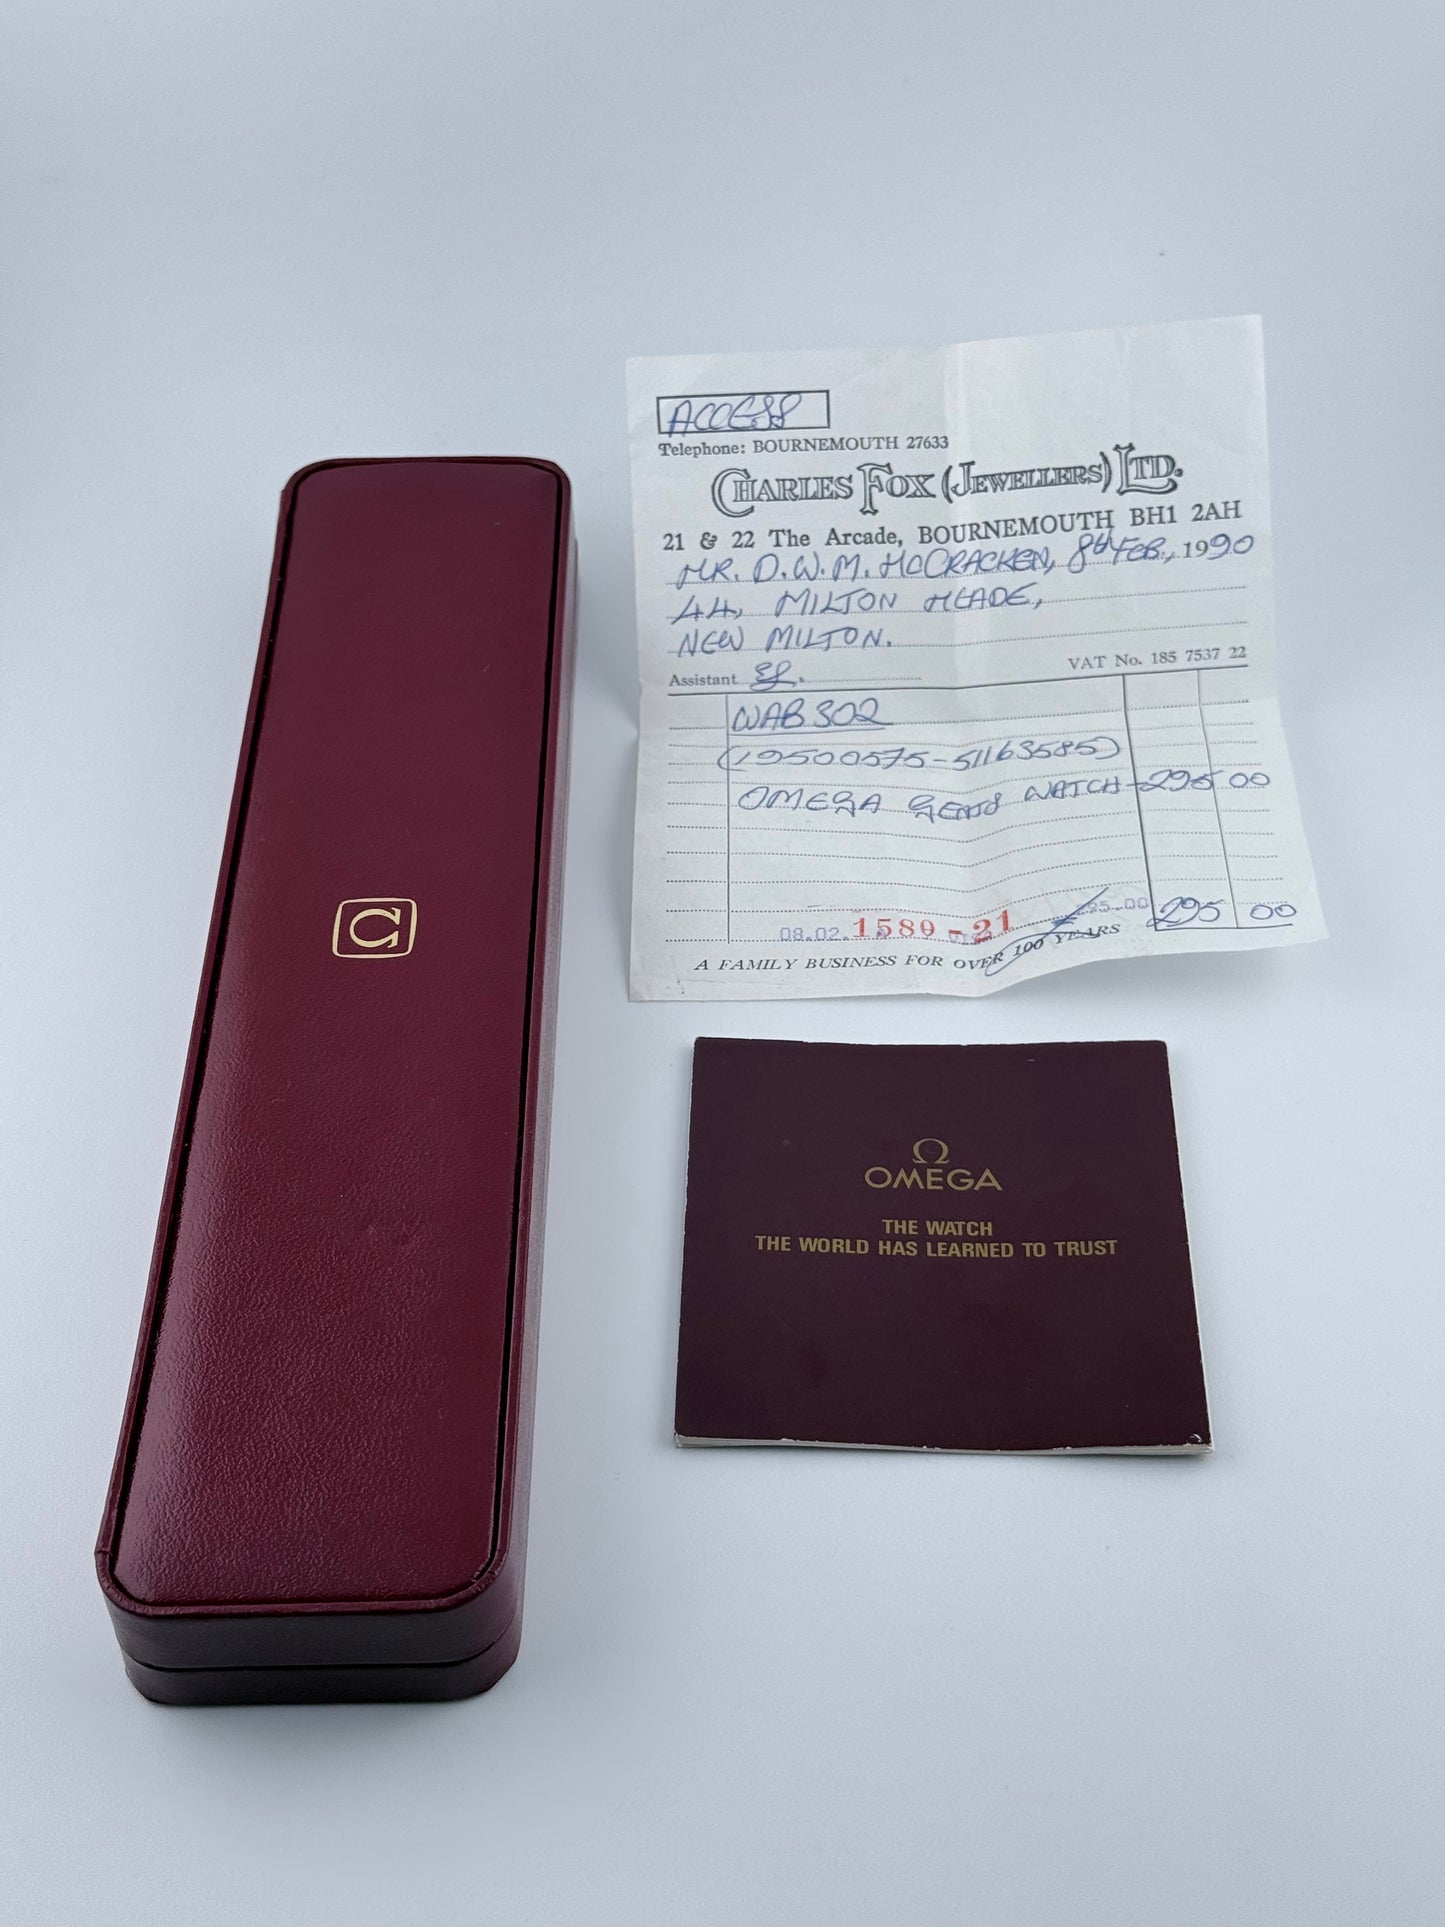 G
ACCESS
Telephone: BOURNEMOUTH 27633
CHARLES FOX (JEWELLERS) LTD.
21 & 22 The Arcade, BOURNEMOUTH BH1 2AH
MR. D.W.M. McCRACKEN, 8th FEB., 1990
44, MILTON MEADE,
NEW MILTON.
VAT No. 185 7537 22
Assistant
WAB 302
(19500575-51163585)
OMEGA GENTS WATCH - 295 00
295.00
295 00
08.02. 1580 - 21
A FAMILY BUSINESS FOR OVER 100 YEARS
Ω
OMEGA
THE WATCH
THE WORLD HAS LEARNED TO TRUST